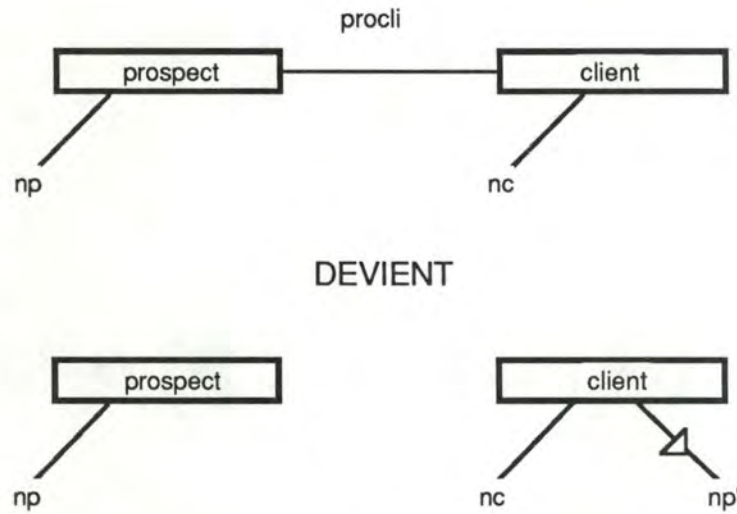 procli
prospect client
np nc
DEVIENT
prospect client
np nc np'